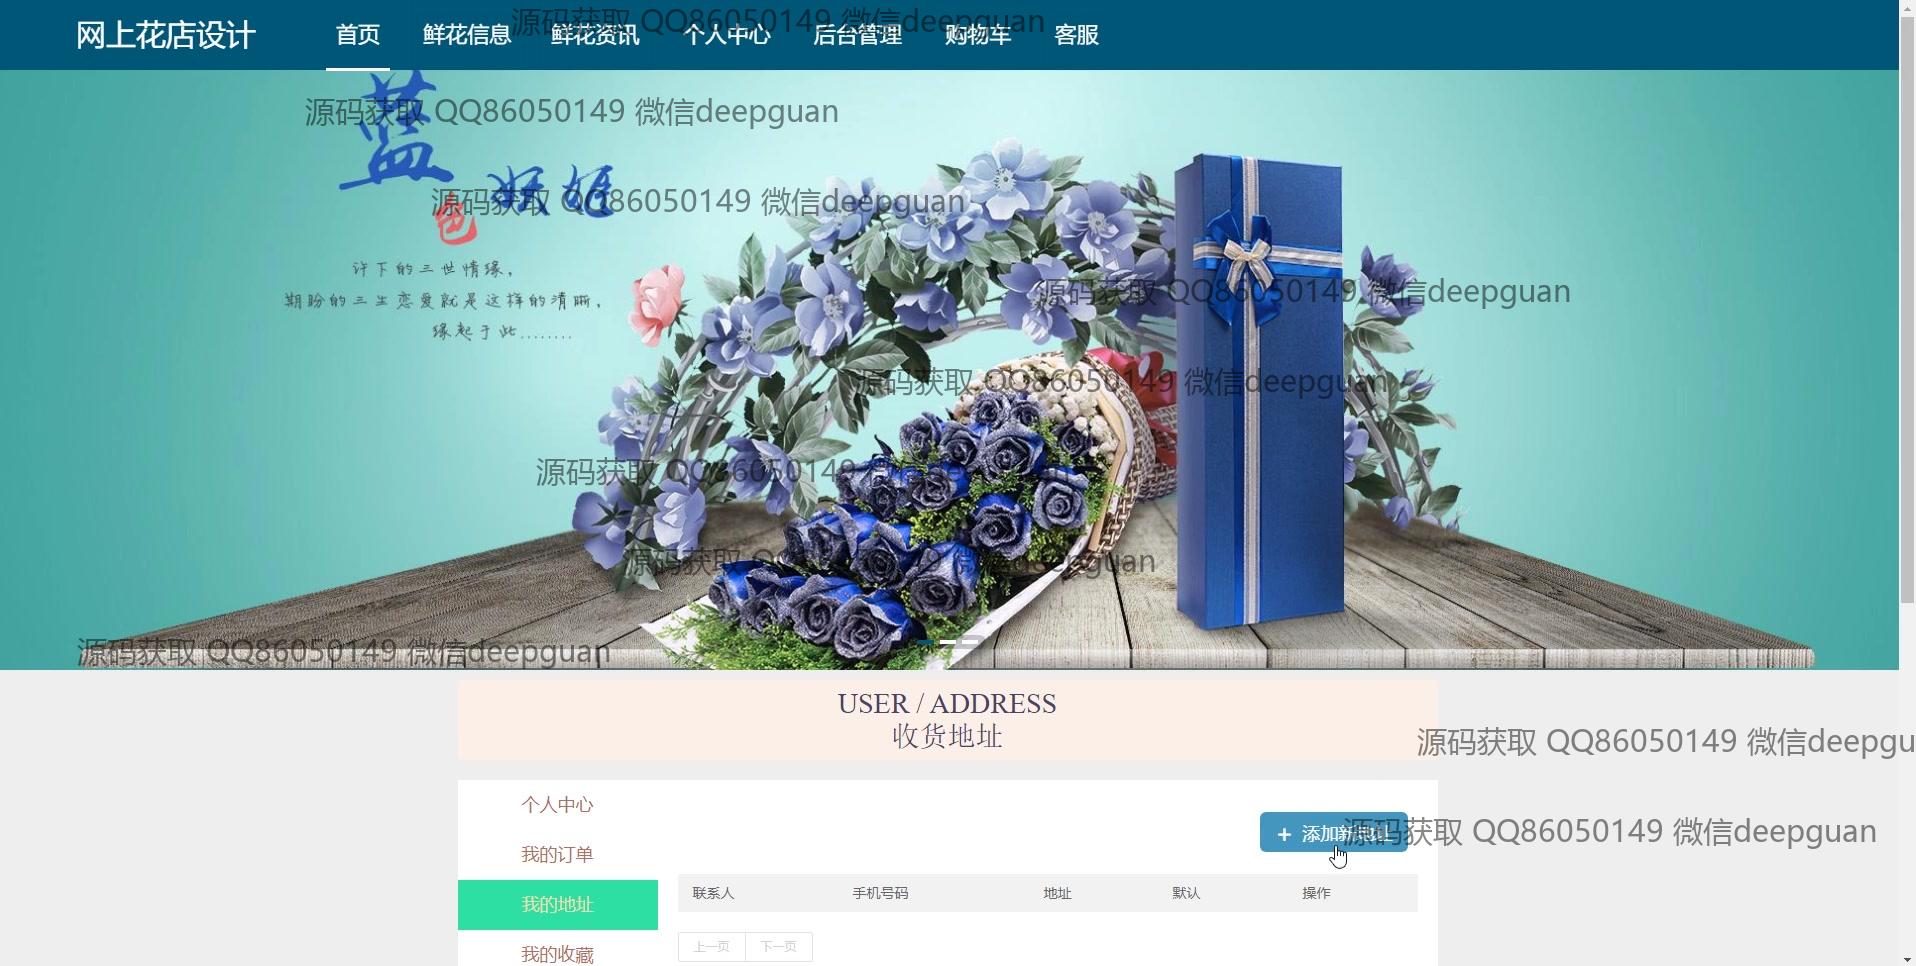 网上花店设计 首页 鲜花信息 鲜花资讯 个人中心 后台管理 购物车 客服
源码获取 QQ86050149 微信deepguan
源码获取 QQ86050149 微信deepguan
蓝
色
妖姬
源码获取 QQ86050149 微信deepguan
许下的三世情缘,
期盼的三生恋爱就是这样的清晰,
缘起于此........
源码获取 QQ86050149 微信deepguan
源码获取 QQ86050149 微信deepguan
源码获取 QQ86050149 微信deepguan
源码获取 QQ86050149 微信deepguan
源码获取 QQ86050149 微信deepguan
USER / ADDRESS
收货地址
源码获取 QQ86050149 微信deepgu
个人中心
+ 添加新地址
源码获取 QQ86050149 微信deepguan
我的订单
联系人 手机号码 地址 默认 操作
我的地址
上一页 下一页
我的收藏